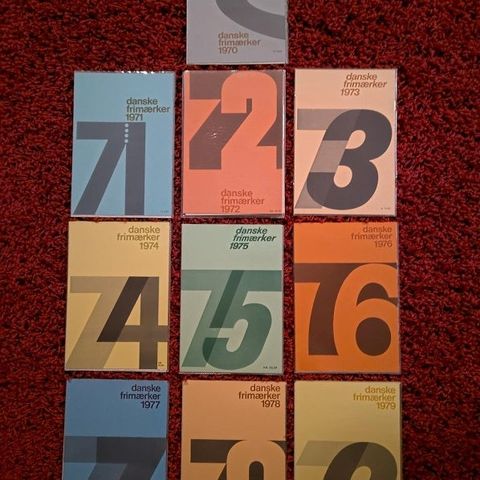 danske
frimærker
1970
danske
frimærker
1971
71
72
danske
frimærker
1972
danske
frimærker
1973
73
danske
frimærker
1974
74
danske
frimærker
1975
75
danske
frimærker
1976
76
danske
frimærker
1977
danske
frimærker
1978
danske
frimærker
1979